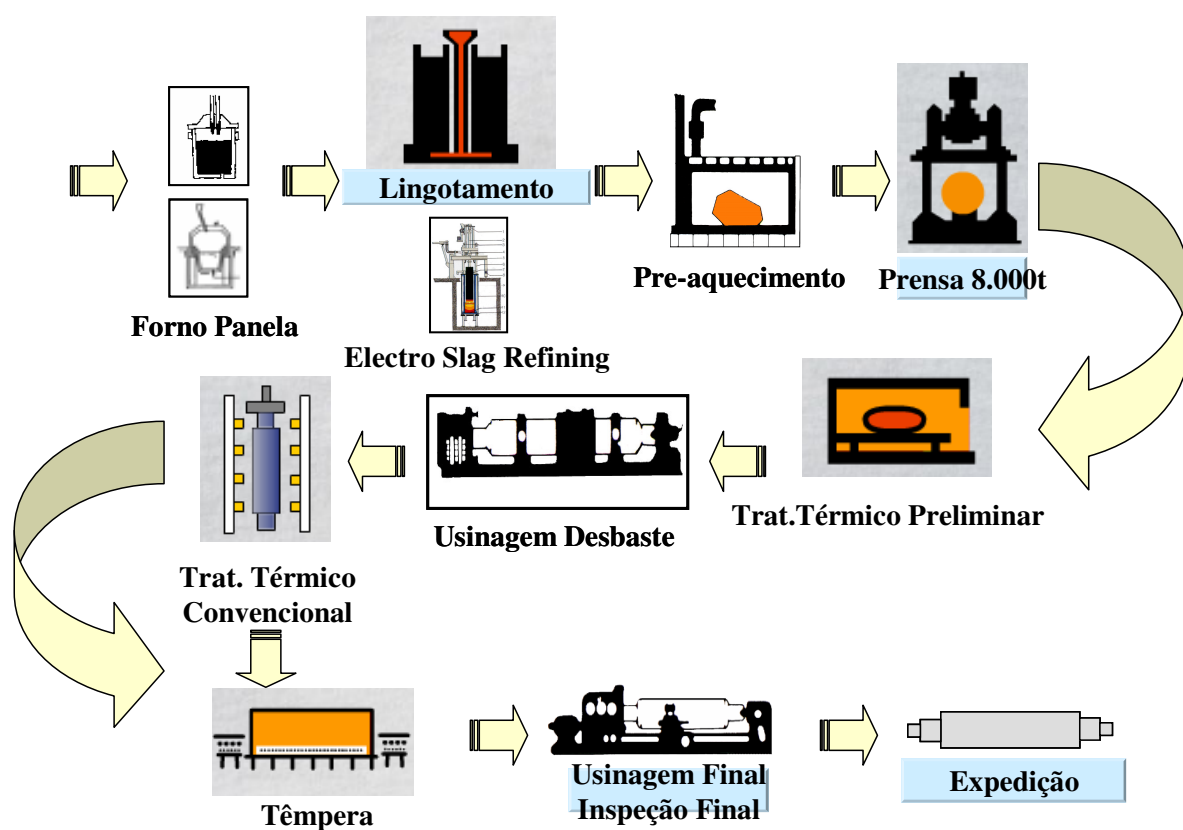 Lingotamento
Forno Panela
Electro Slag Refining
Pre-aquecimento
Prensa 8.000t
Trat. Térmico
Convencional
Usinagem Desbaste
Trat.Térmico Preliminar
Têmpera
Usinagem Final
Inspeção Final
Expedição